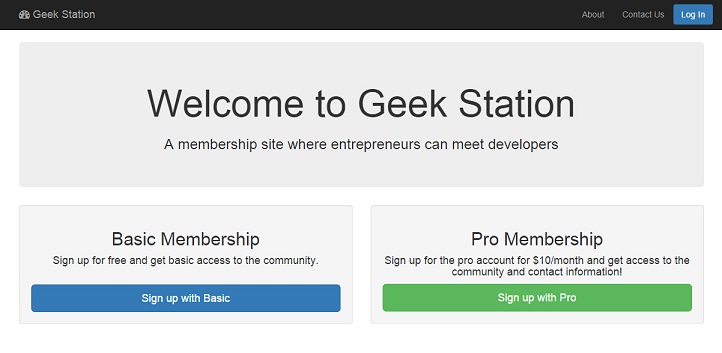 Geek Station
About
Contact Us
Log In
Welcome to Geek Station
A membership site where entrepreneurs can meet developers
Basic Membership
Sign up for free and get basic access to the community.
Sign up with Basic
Pro Membership
Sign up for the pro account for $10/month and get access to the
community and contact information!
Sign up with Pro